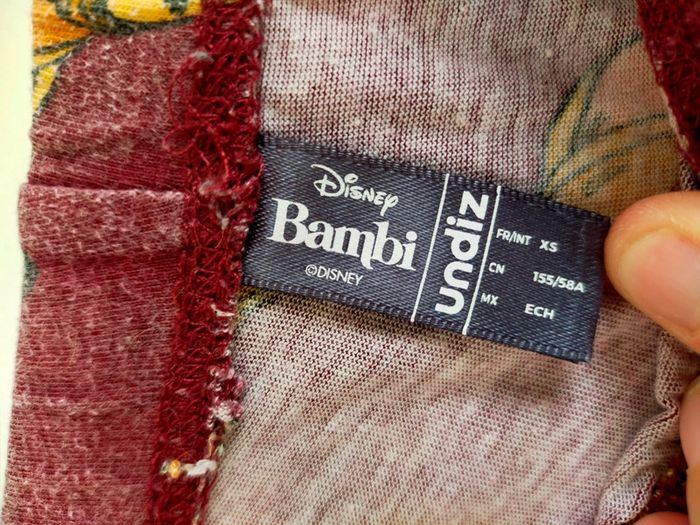 Disney
Bambi
©DISNEY
undiz
FR/INT XS
CN 155/58A
MX ECH